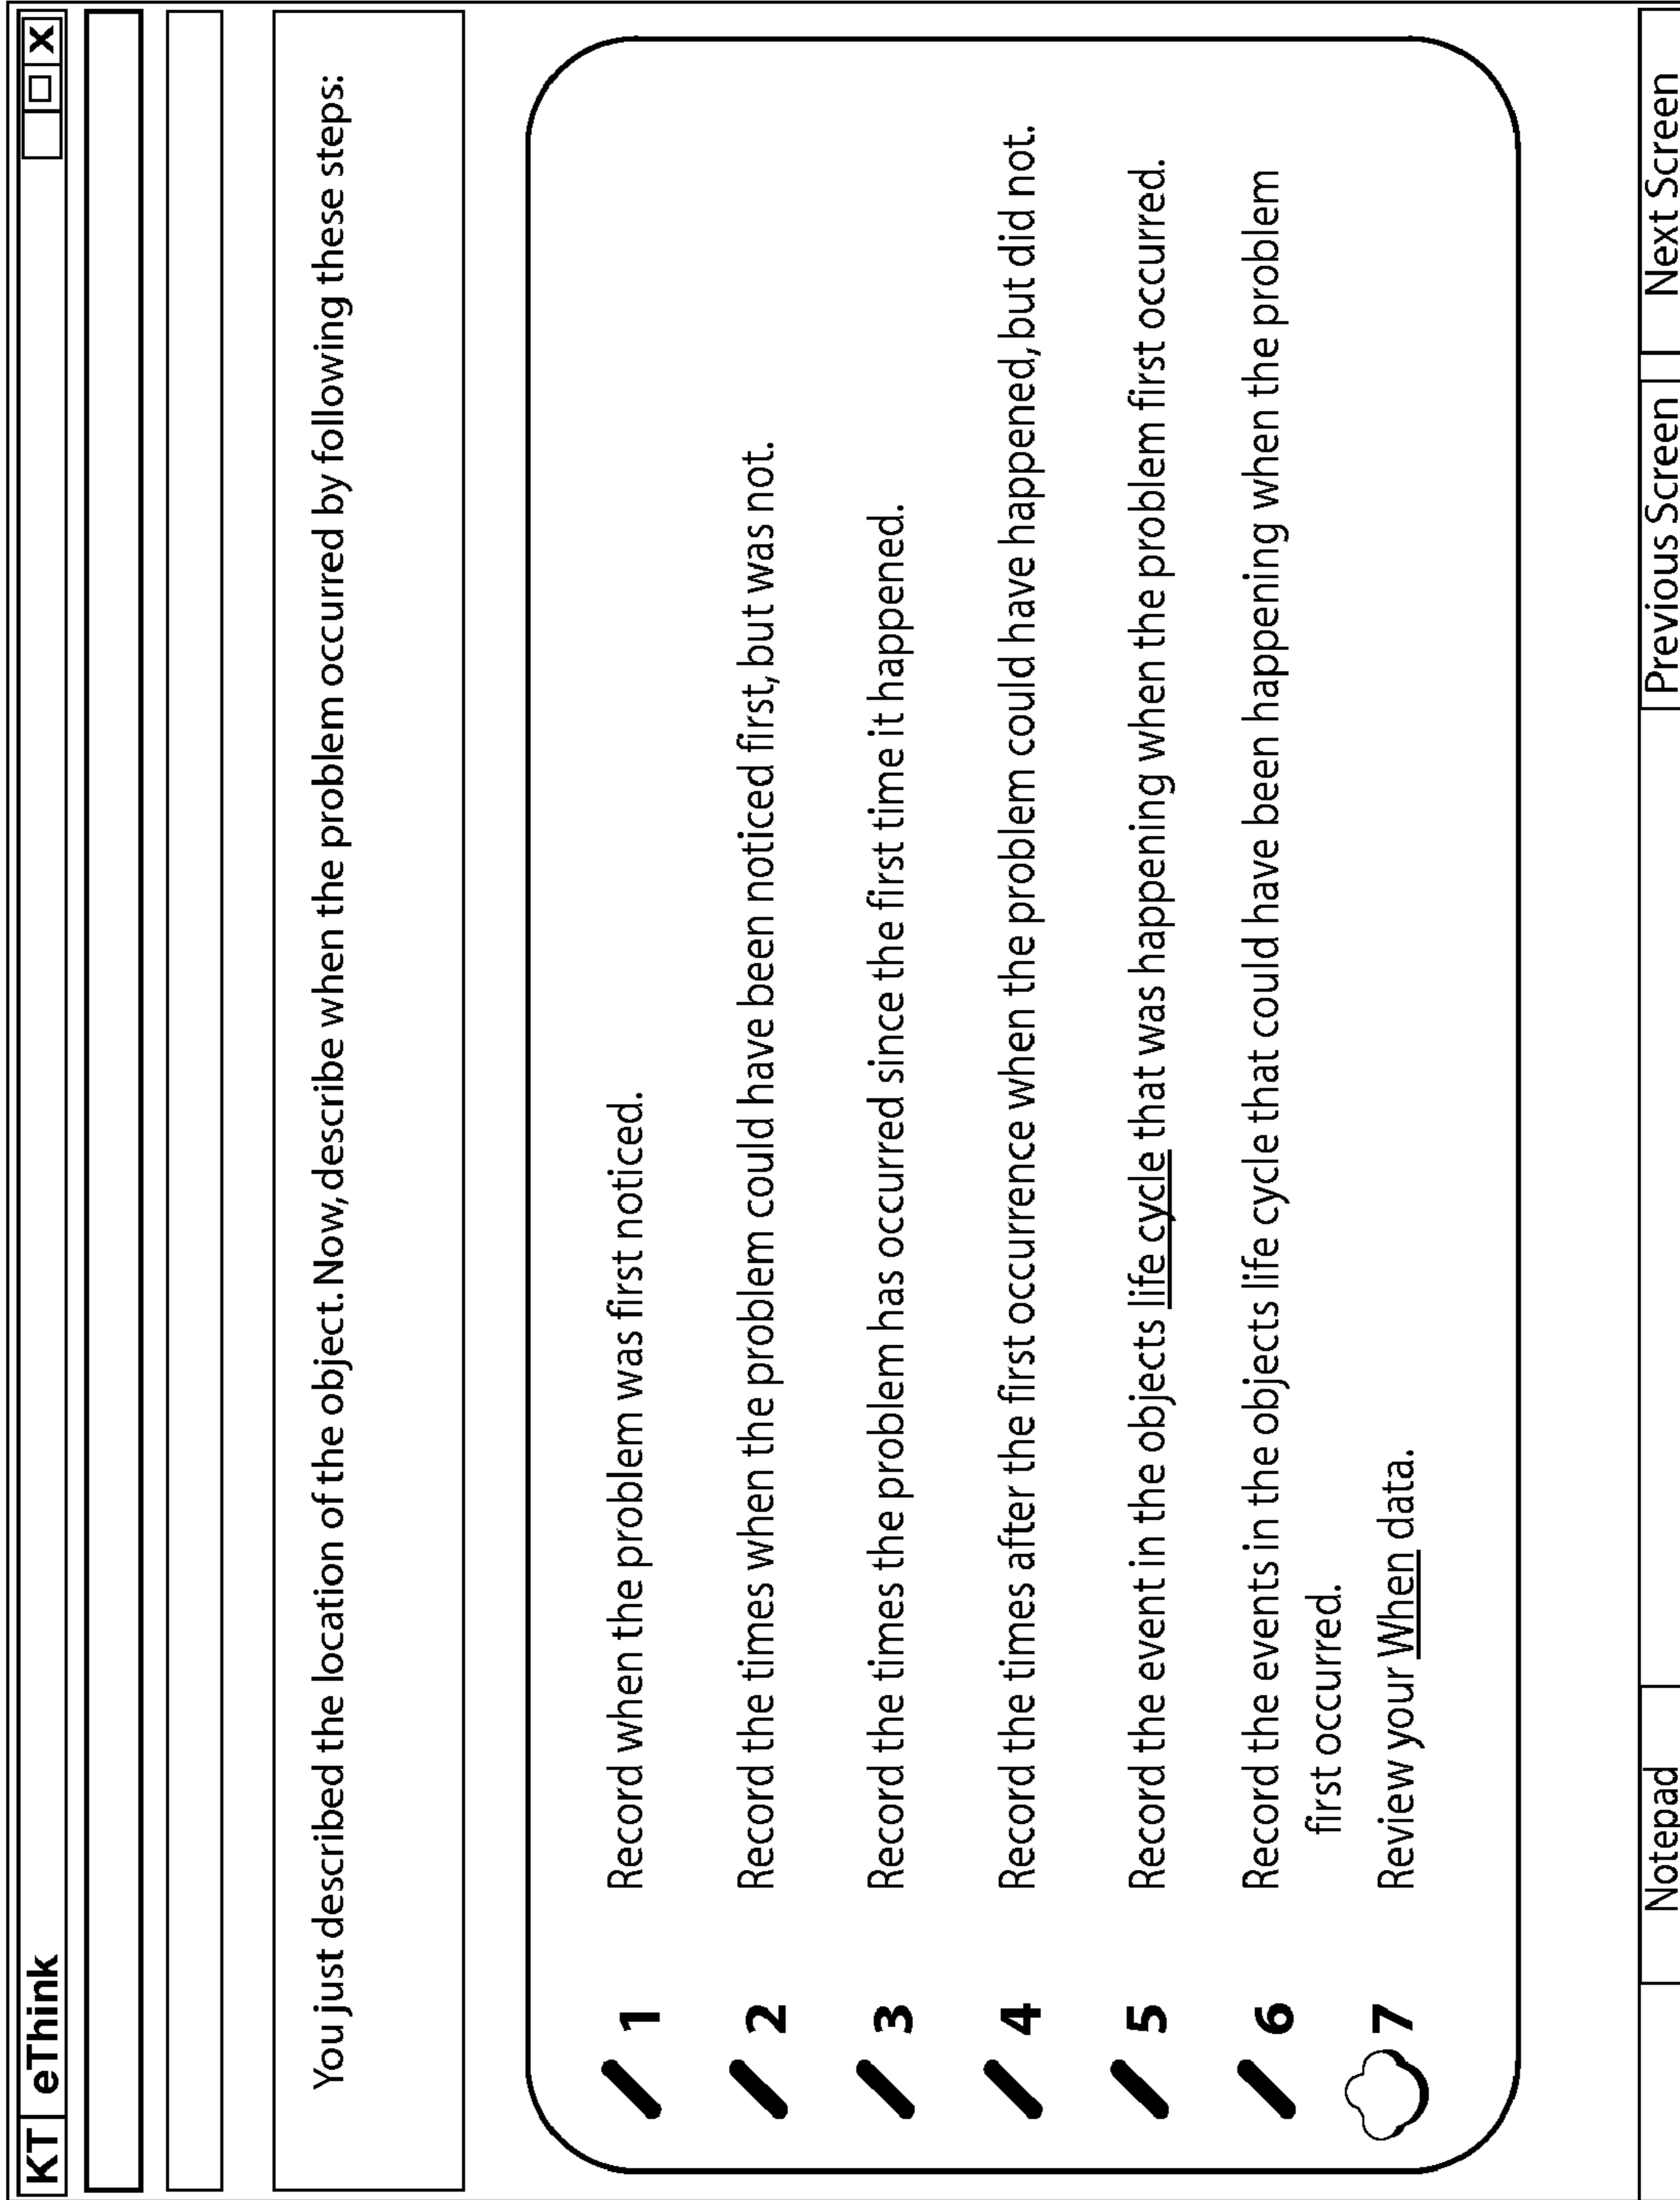 KT eThink X
You just described the location of the object. Now, describe when the problem occurred by following these steps:
1 Record when the problem was first noticed.
2 Record the times when the problem could have been noticed first, but was not.
3 Record the times the problem has occurred since the first time it happened.
4 Record the times after the first occurrence when the problem could have happened, but did not.
5 Record the event in the objects life cycle that was happening when the problem first occurred.
6 Record the events in the objects life cycle that could have been happening when the problem
first occurred.
7 Review your When data.
Notepad Previous Screen Next Screen